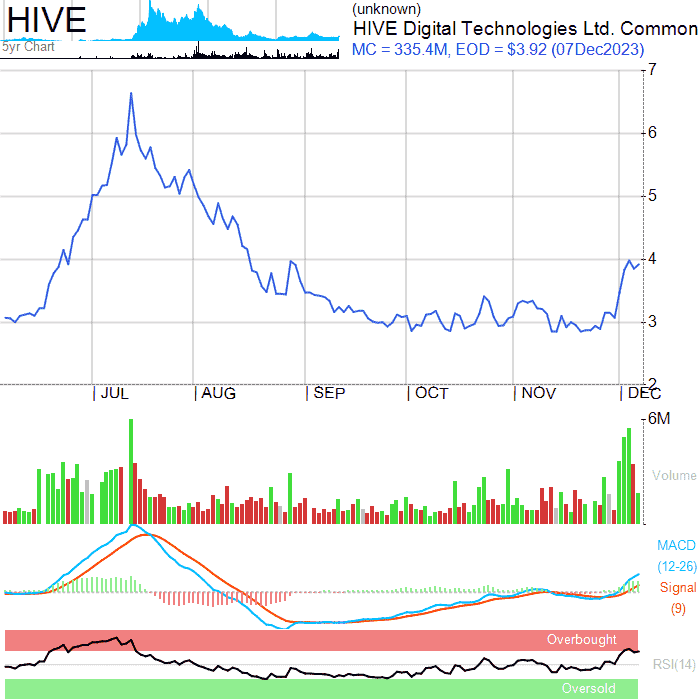 HIVE
5yr Chart
(unknown)
HIVE Digital Technologies Ltd. Common
MC = 335.4M, EOD = $3.92 (07Dec2023)
7
6
5
4
3
2
JUL
AUG
SEP
OCT
NOV
DEC
6M
Volume
MACD
(12-26)
Signal
(9)
Overbought
RSI(14)
Oversold